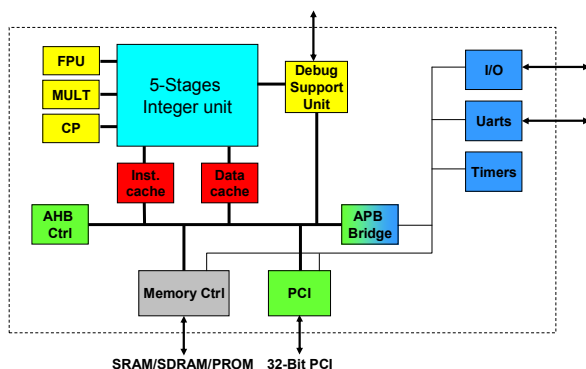 FPU
MULT
CP
5-Stages
Integer unit
Debug
Support
Unit
I/O
Uarts
Timers
Inst.
cache
Data
cache
AHB
Ctrl
APB
Bridge
Memory Ctrl
PCI
SRAM/SDRAM/PROM
32-Bit PCI